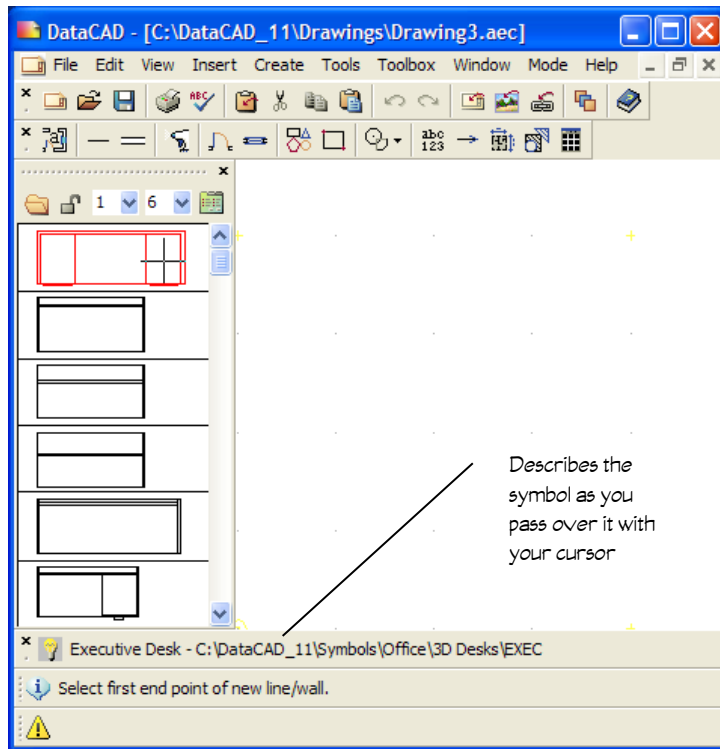 DataCAD - [C:\DataCAD_11\Drawings\Drawing3.aec]
File Edit View Insert Create Tools Toolbox Window Mode Help
ABC
a abc 123
1 6
Describes the
symbol as you
pass over it with
your cursor
Executive Desk - C:\DataCAD_11\Symbols\Office\3D Desks\EXEC
Select first end point of new line/wall.